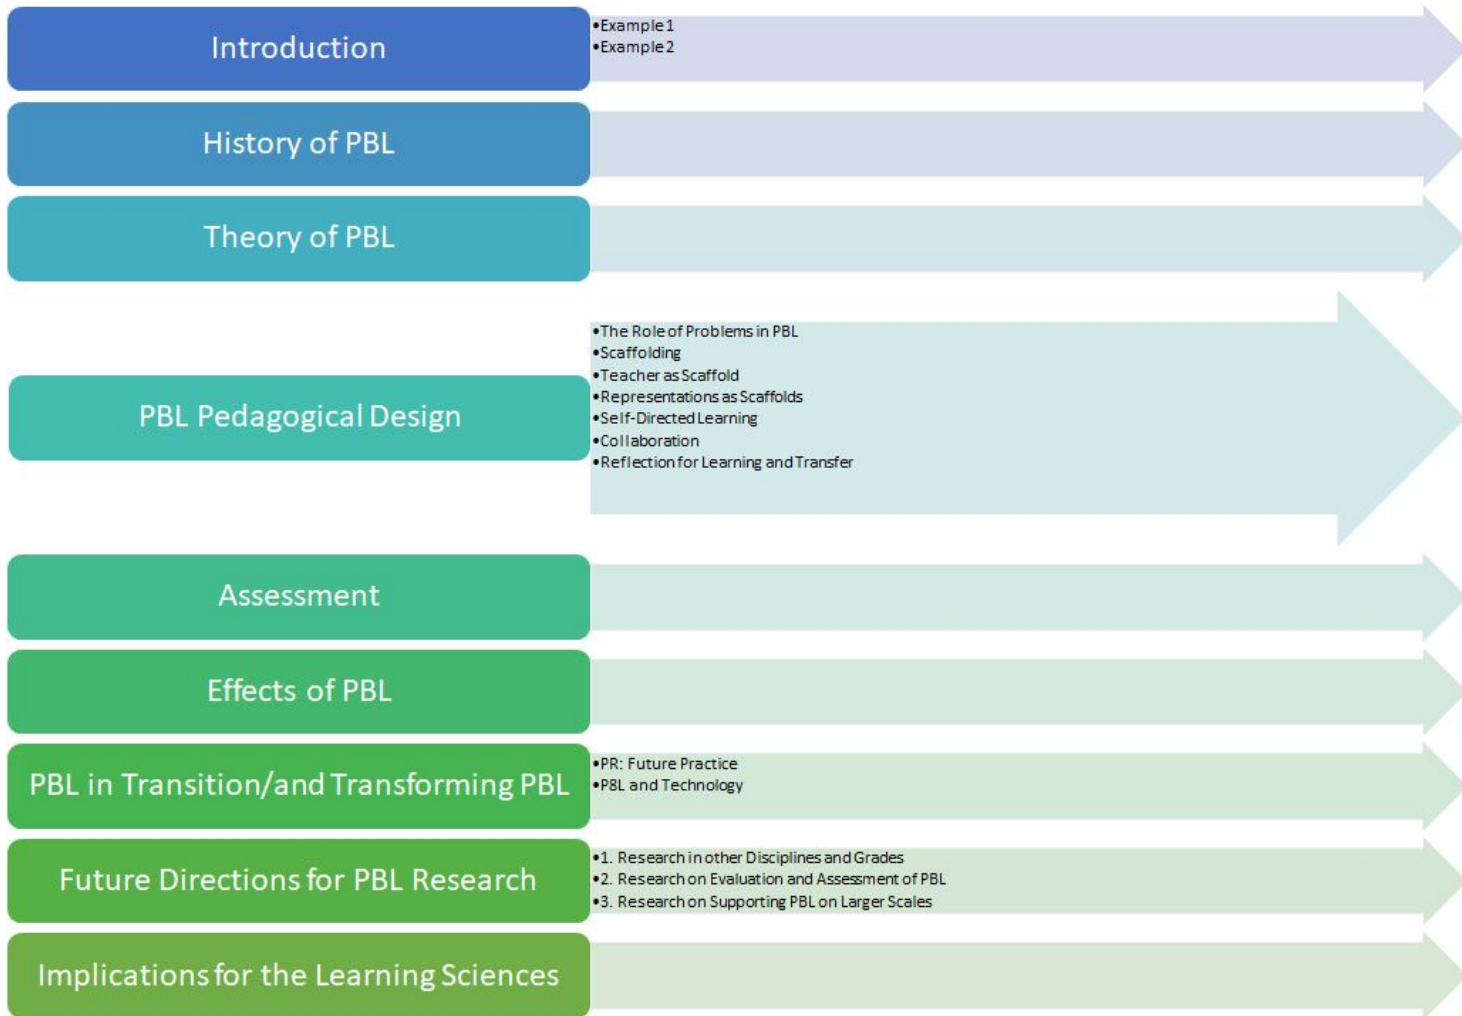 Introduction
•Example 1
•Example 2
History of PBL
Theory of PBL
PBL Pedagogical Design
•The Role of Problems in PBL
•Scaffolding
•Teacher as Scaffold
•Representations as Scaffolds
•Self-Directed Learning
•Collaboration
•Reflection for Learning and Transfer
Assessment
Effects of PBL
PBL in Transition/and Transforming PBL
•PR: Future Practice
•P8L and Technology
Future Directions for PBL Research
•1. Research in other Disciplines and Grades
•2. Research on Evaluation and Assessment of PBL
•3. Research on Supporting PBL on Larger Scales
Implications for the Learning Sciences